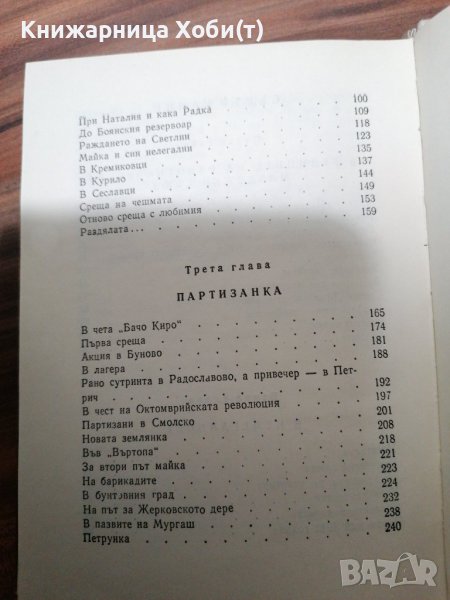 Книжарница Хоби(т)
При Наталия и кака Радка . . . . . . . 100
До Боянския резервоар . . . . . . . 109
Раждането на Светлин . . . . . . . 118
Майка и син нелегални . . . . . . . 123
В Кремиковци . . . . . . . 135
В Курило . . . . . . . 137
В Сеславци . . . . . . . 144
Среща на чешмата . . . . . . . 149
Отново среща с любимия . . . . . . . 153
Раздялата . . . . . . . 159
Трета глава
ПАРТИЗАНКА
В чета „Бачо Киро“ . . . . . . . 165
Първа среща . . . . . . . 174
Акция в Буново . . . . . . . 181
В лагера . . . . . . . 188
Рано сутринта в Радославово, а привечер — в Пет-
рич . . . . . . . 192
В чест на Октомврийската революция . . . . . . . 197
Партизани в Смолско . . . . . . . 201
Новата землянка . . . . . . . 208
Във „Въртопа“ . . . . . . . 218
За втори път майка . . . . . . . 221
На барикадите . . . . . . . 223
В бунтовния град . . . . . . . 224
На път за Жерковското дере . . . . . . . 232
В пазвите на Мургаш . . . . . . . 238
Петрунка . . . . . . . 240
BAZAR